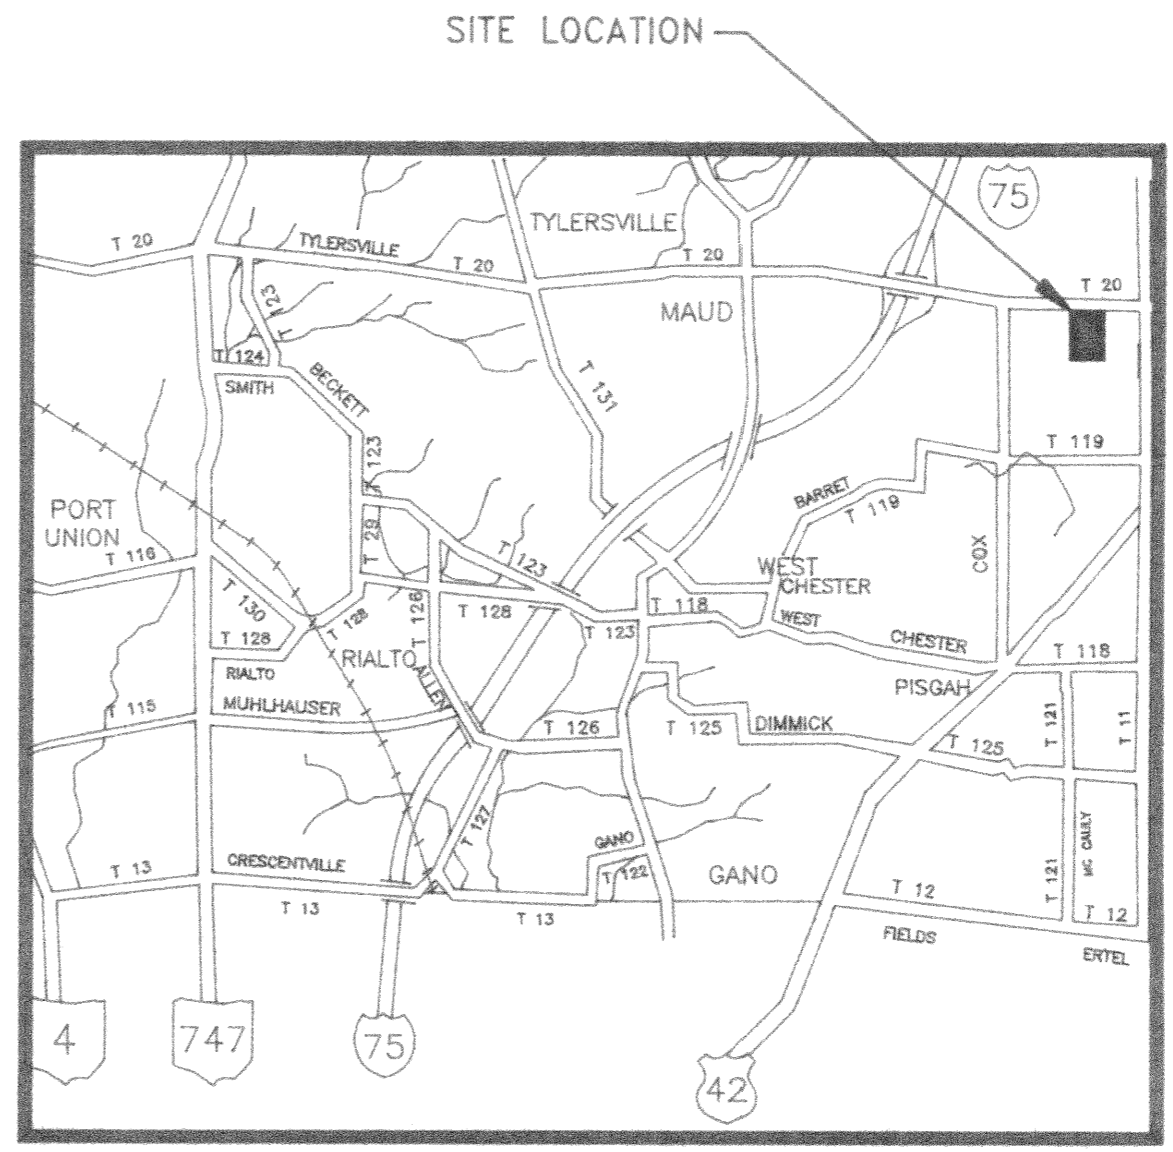 SITE LOCATION
75
TYLERSVILLE
T 20
TYLERSVILLE
T 20
T 20
T 20
T 123
MAUD
T 124
SMITH
BECKETT
T 131
T 119
123
T
BARRET
T 119
PORT
UNION
T 29
T 116
T 123
COX
WEST
CHESTER
T 130
T 128
T 126
T 128
T 118
WEST
T 128
T 123
CHESTER
T 118
RIALTO
RIALTO
ALLEN
PISGAH
MUHLHAUSER
T 115
T 126
T 125
DIMMICK
T 125
T 121
T 11
T 127
GANO
MC CAULY
T 13
CRESCENTVILLE
T 122
GANO
T 121
T 13
T 13
T 12
T 12
FIELDS
ERTEL
4
747
75
42